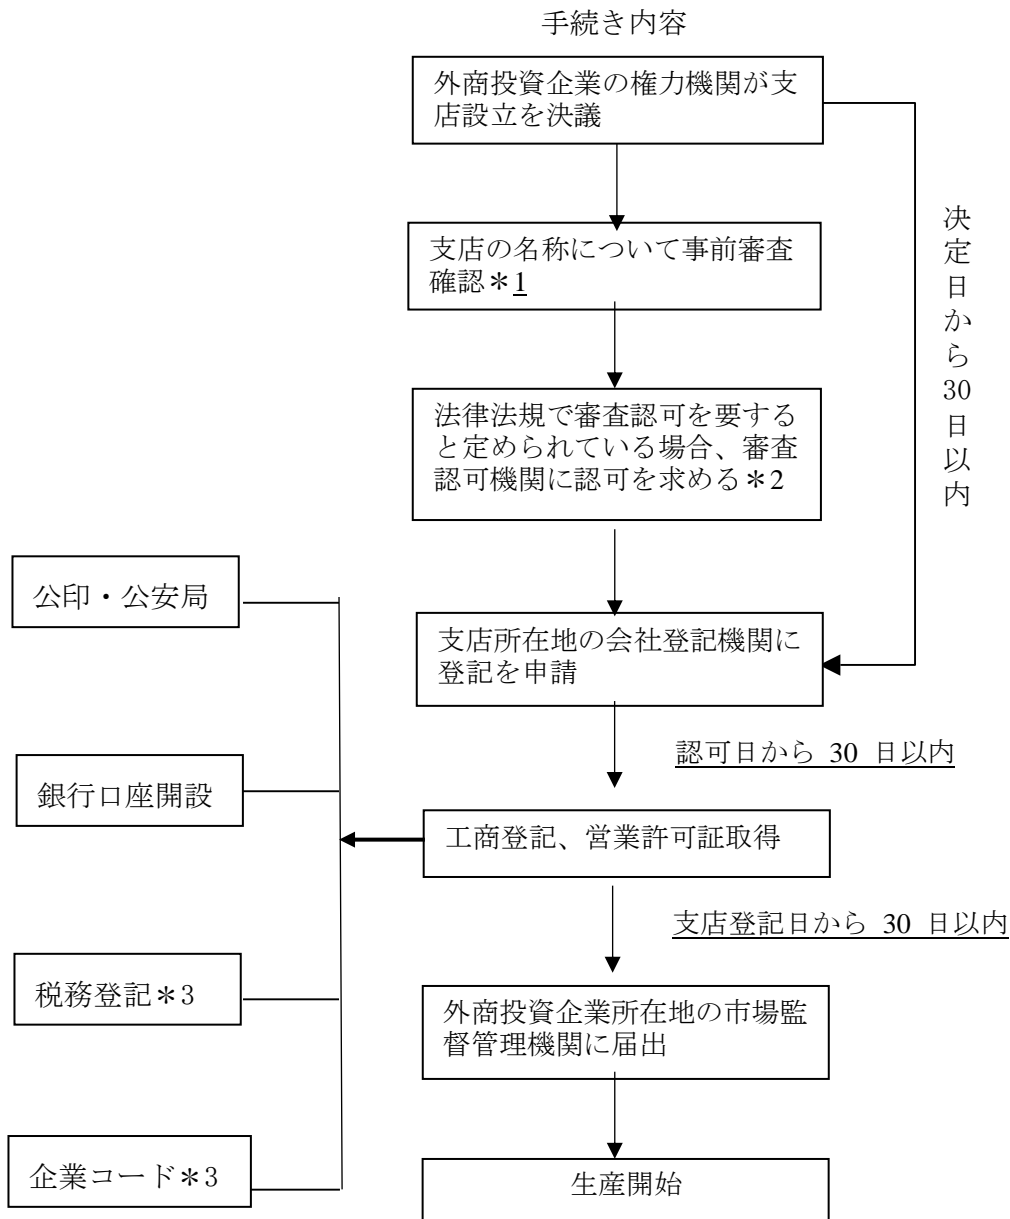 手続き内容
外商投資企業の権力機関が支
店設立を決議
決定日から30日以内
支店の名称について事前審査
確認＊1
法律法規で審査認可を要する
と定められている場合、審査
認可機関に認可を求める＊2
公印・公安局
支店所在地の会社登記機関に
登記を申請
認可日から 30 日以内
銀行口座開設
工商登記、営業許可証取得
支店登記日から 30 日以内
税務登記＊3
外商投資企業所在地の市場監
督管理機関に届出
企業コード＊3
生産開始